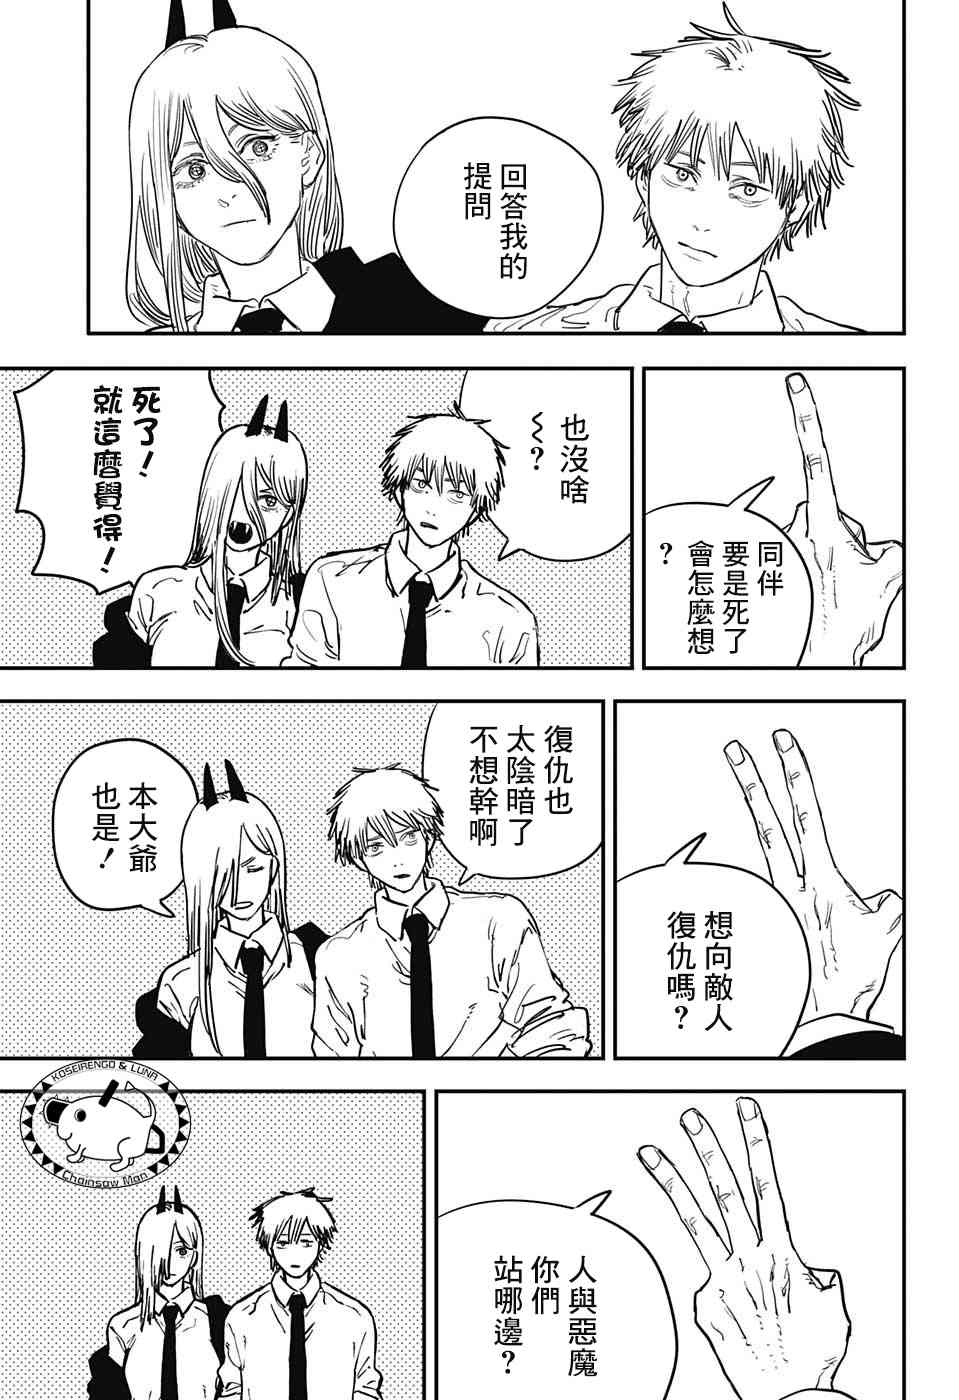 回答我的
提問
同伴
要是死了
會怎麼想
?
也沒啥
~?
死了!
就這麼覺得!
想向敵人
復仇嗎?
復仇也
太陰暗了
不想幹啊
本大爺
也是!
人與惡魔
你們
站哪邊?
KOSEIRENGO & LUNA
Chainsaw Man